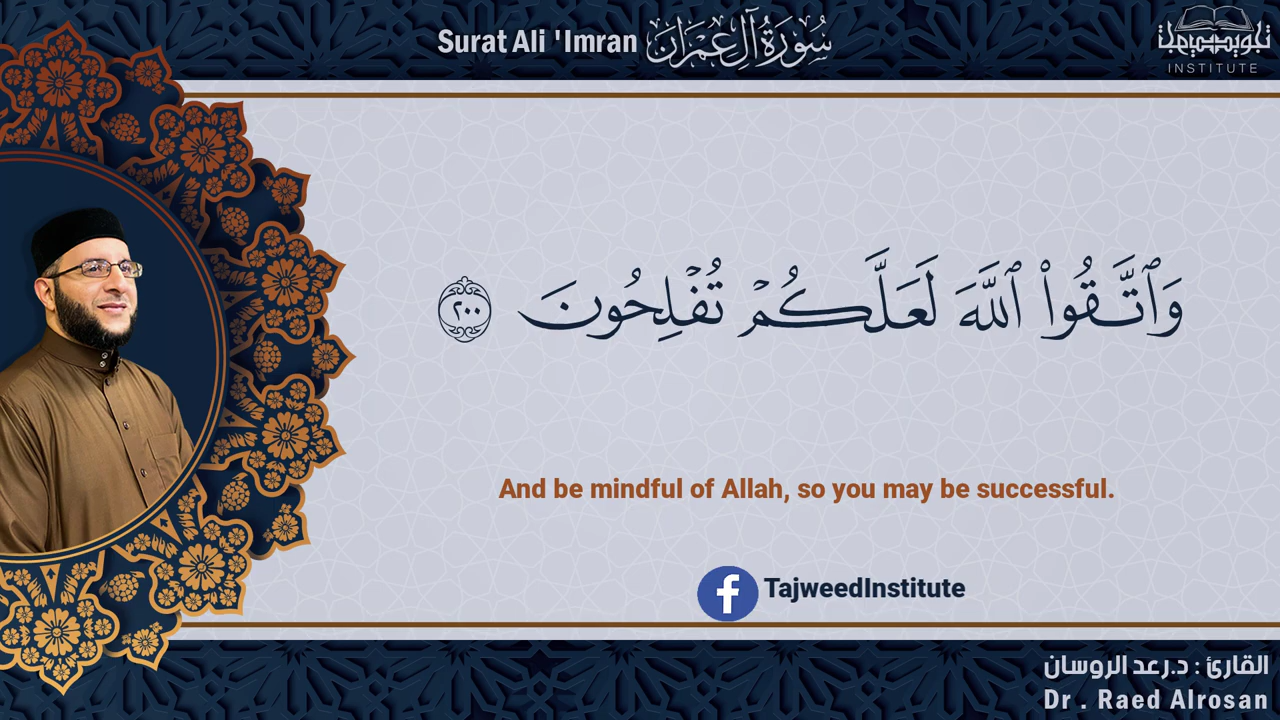 Surat Ali 'Imran سُورَةُ آلِ عِمْرَانَ
INSTITUTE
وَٱتَّقُوا۟ ٱللَّهَ لَعَلَّكُمْ تُفْلِحُونَ ٢٠٠
And be mindful of Allah, so you may be successful.
TajweedInstitute
القارئ : د.رعد الروسان
Dr . Raed Alrosan